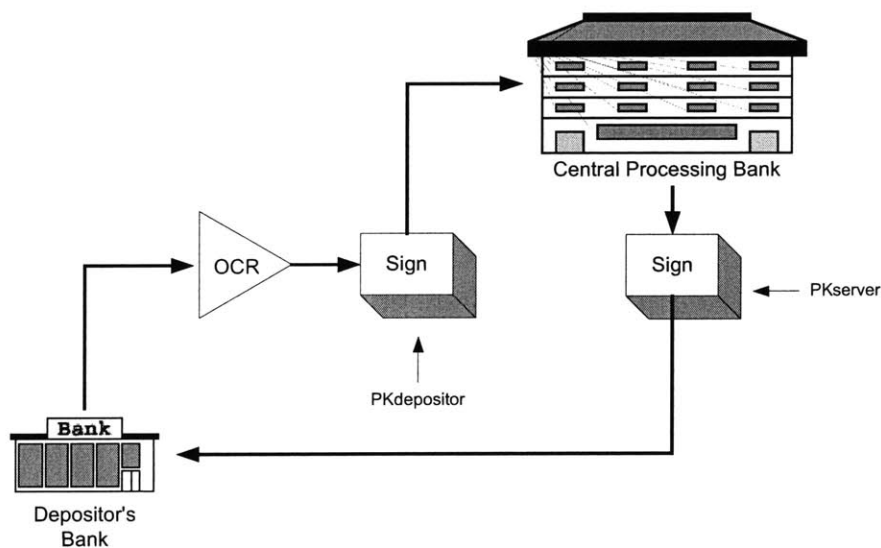 Central Processing Bank
OCR
Sign
Sign
PKserver
PKdepositor
Bank
Depositor's
Bank